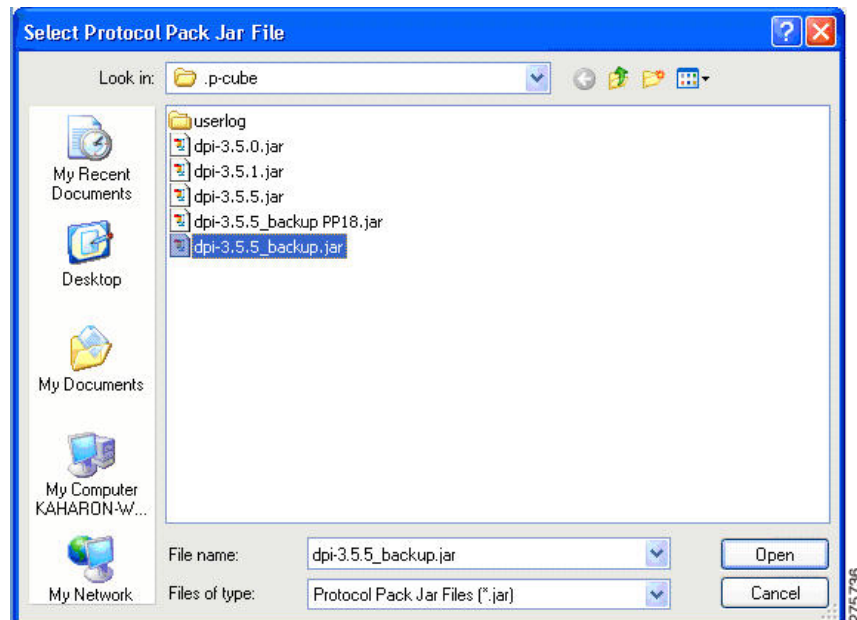 Select Protocol Pack Jar File
Look in:
.p-cube
My Recent
Documents
Desktop
My Documents
My Computer
KAHARON-W...
My Network
userlog
dpi-3.5.0.jar
dpi-3.5.1.jar
dpi-3.5.5.jar
dpi-3.5.5_backup PP18.jar
dpi-3.5.5_backup.jar
File name:
dpi-3.5.5_backup.jar
Open
Files of type:
Protocol Pack Jar Files (*.jar)
Cancel
275736